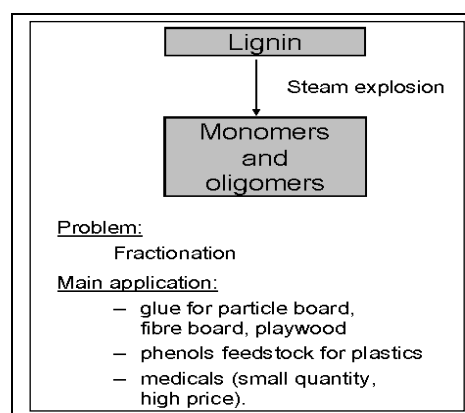 Lignin
Steam explosion
Monomers
and
oligomers
Problem:
Fractionation
Main application:
– glue for particle board,
fibre board, playwood
– phenols feedstock for plastics
– medicals (small quantity,
high price).